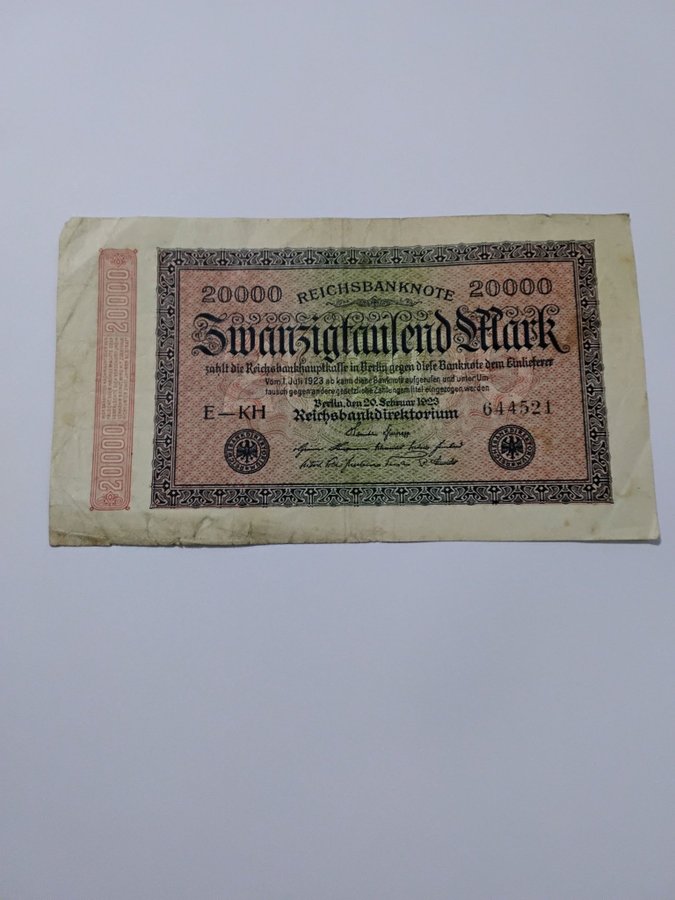 20000 REICHSBANKNOTE 20000
Zwanzigtausend Mark
zahlt die Reichsbankhauptkasse in Berlin gegen diese Banknote dem Einlieferer
Vom 1. Juli 1923 ab kann diese Banknote aufgerufen und unter Um-
tausch gegen andere gesetzliche Zahlungsmittel eingezogen werden
Berlin, den 20. Februar 1923
E–KH Reichsbankdirektorium 644521
20000 20000